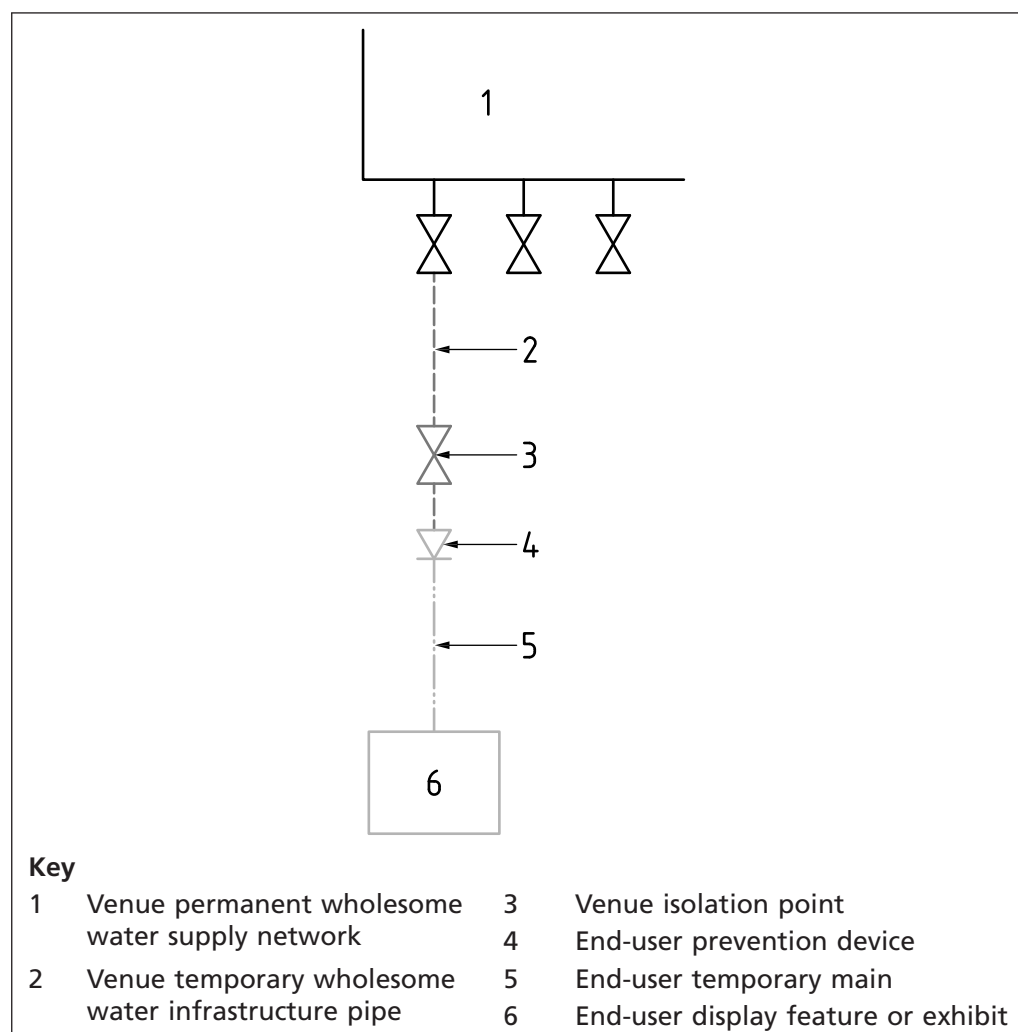 1
2
3
4
5
6
Key
1 Venue permanent wholesome
water supply network
2 Venue temporary wholesome
water infrastructure pipe
3 Venue isolation point
4 End-user prevention device
5 End-user temporary main
6 End-user display feature or exhibit